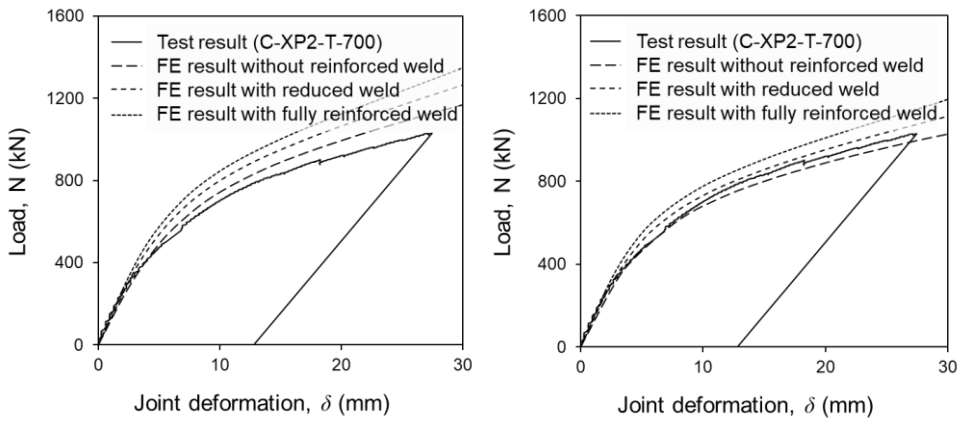 1600
1200
800
400
0
Load, N (kN)
Test result (C-XP2-T-700)
FE result without reinforced weld
FE result with reduced weld
FE result with fully reinforced weld
0 10 20 30
Joint deformation, δ (mm)
1600
1200
800
400
0
Load, N (kN)
Test result (C-XP2-T-700)
FE result without reinforced weld
FE result with reduced weld
FE result with fully reinforced weld
0 10 20 30
Joint deformation, δ (mm)